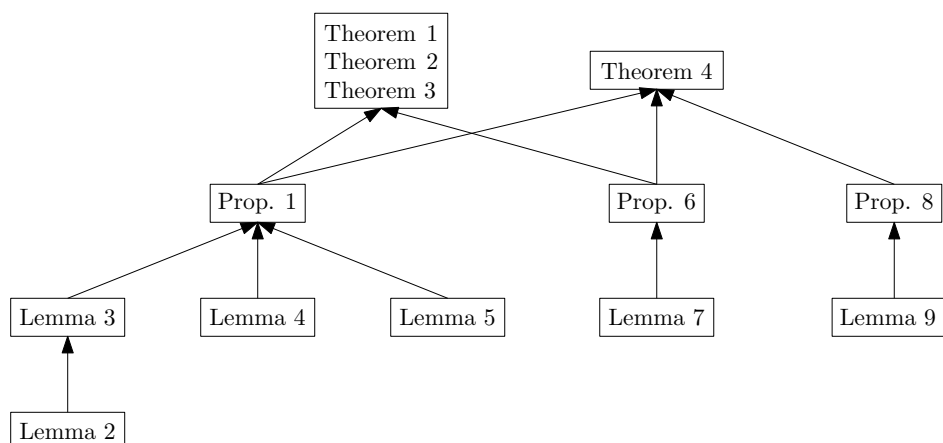 Theorem 1
Theorem 2
Theorem 3
Theorem 4
Prop. 1
Prop. 6
Prop. 8
Lemma 3
Lemma 4
Lemma 5
Lemma 7
Lemma 9
Lemma 2